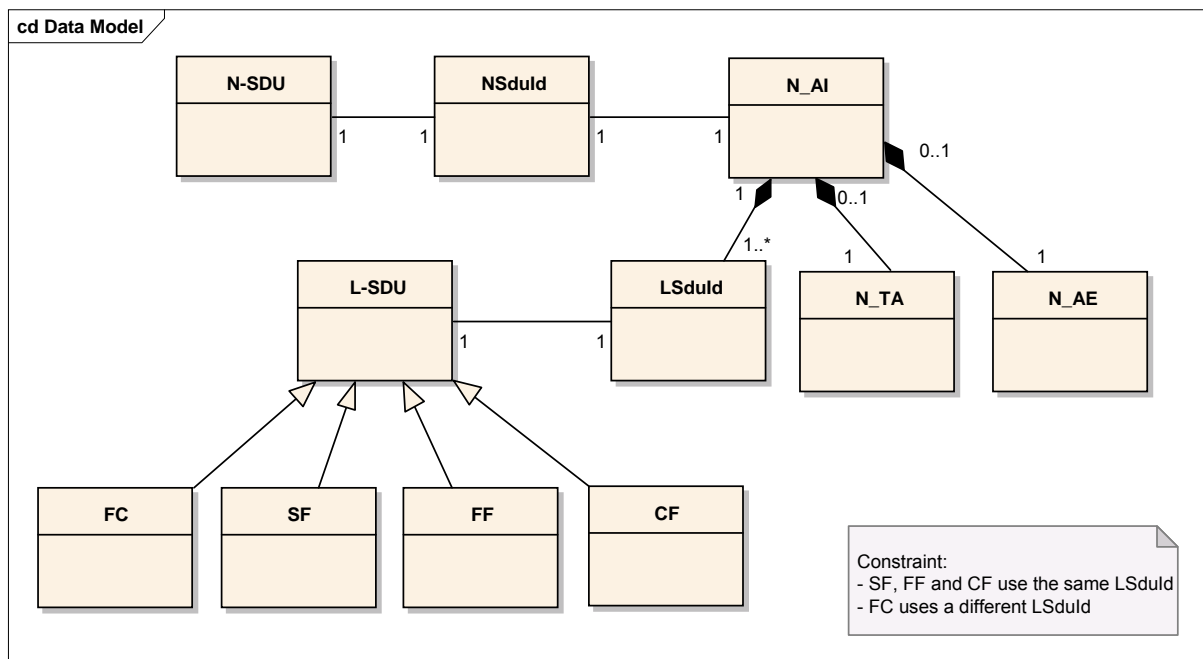 cd Data Model
N-SDU
NSduId
N_AI
1
1
1
1
0..1
1
0..1
1..*
1
1
L-SDU
LSduId
N_TA
N_AE
1
1
FC
SF
FF
CF
Constraint:
- SF, FF and CF use the same LSduId
- FC uses a different LSduId